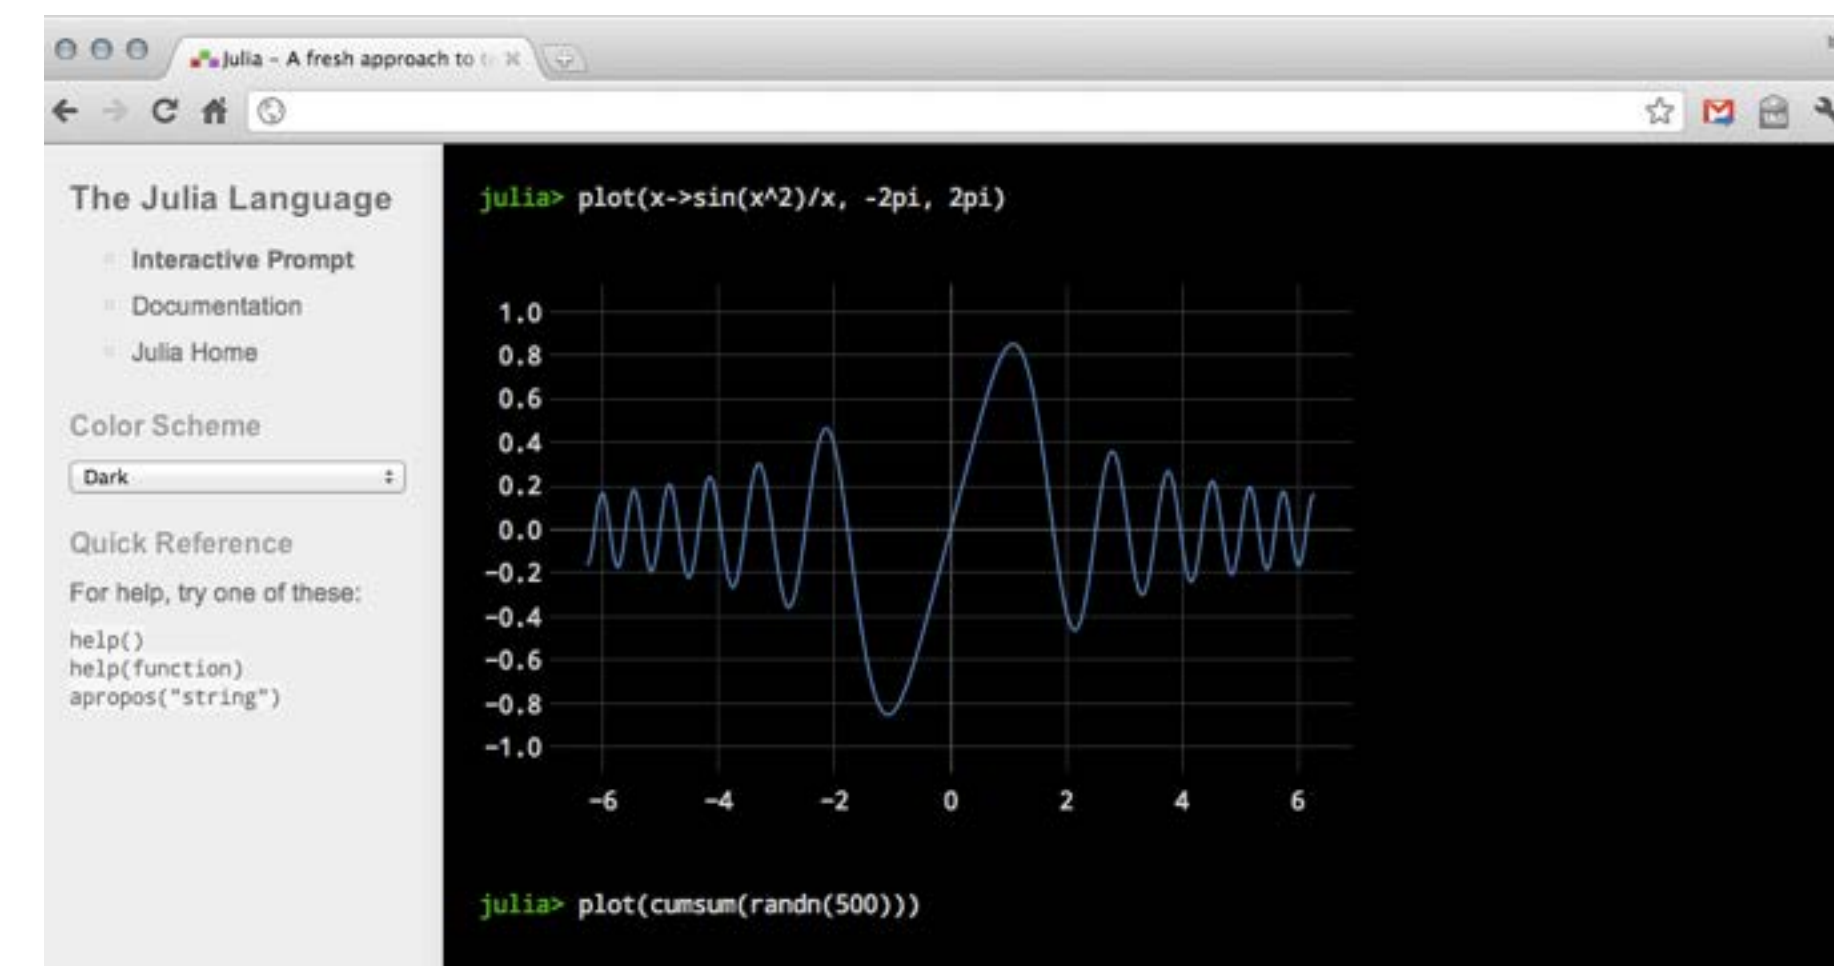 Julia - A fresh approach to t
The Julia Language
Interactive Prompt
Documentation
Julia Home
Color Scheme
Dark
Quick Reference
For help, try one of these:
help()
help(function)
apropos("string")
julia> plot(x->sin(x^2)/x, -2pi, 2pi)
1.0
0.8
0.6
0.4
0.2
0.0
-0.2
-0.4
-0.6
-0.8
-1.0
-6 -4 -2 0 2 4 6
julia> plot(cumsum(randn(500)))